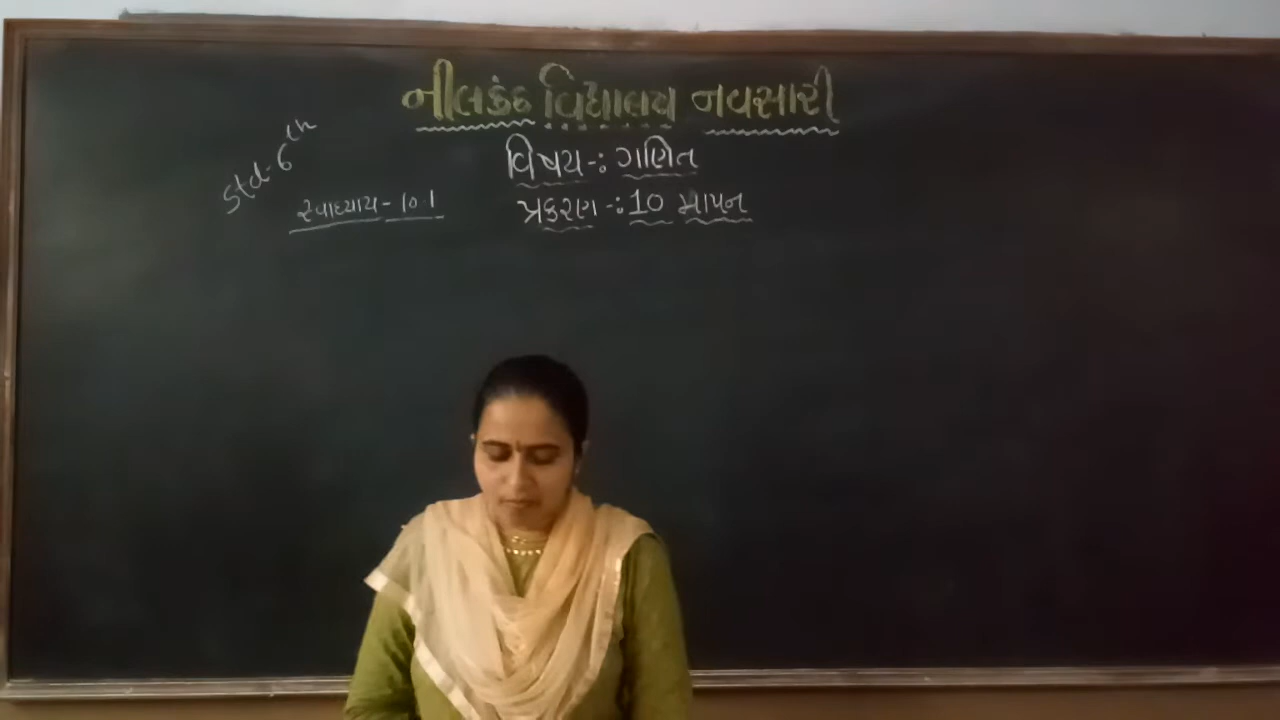 નીલકંઠ વિદ્યાલય નવસારી
Std-6th
વિષય-: ગણિત
સ્વાધ્યાય-10.1
પ્રકરણ-: 10 માપન